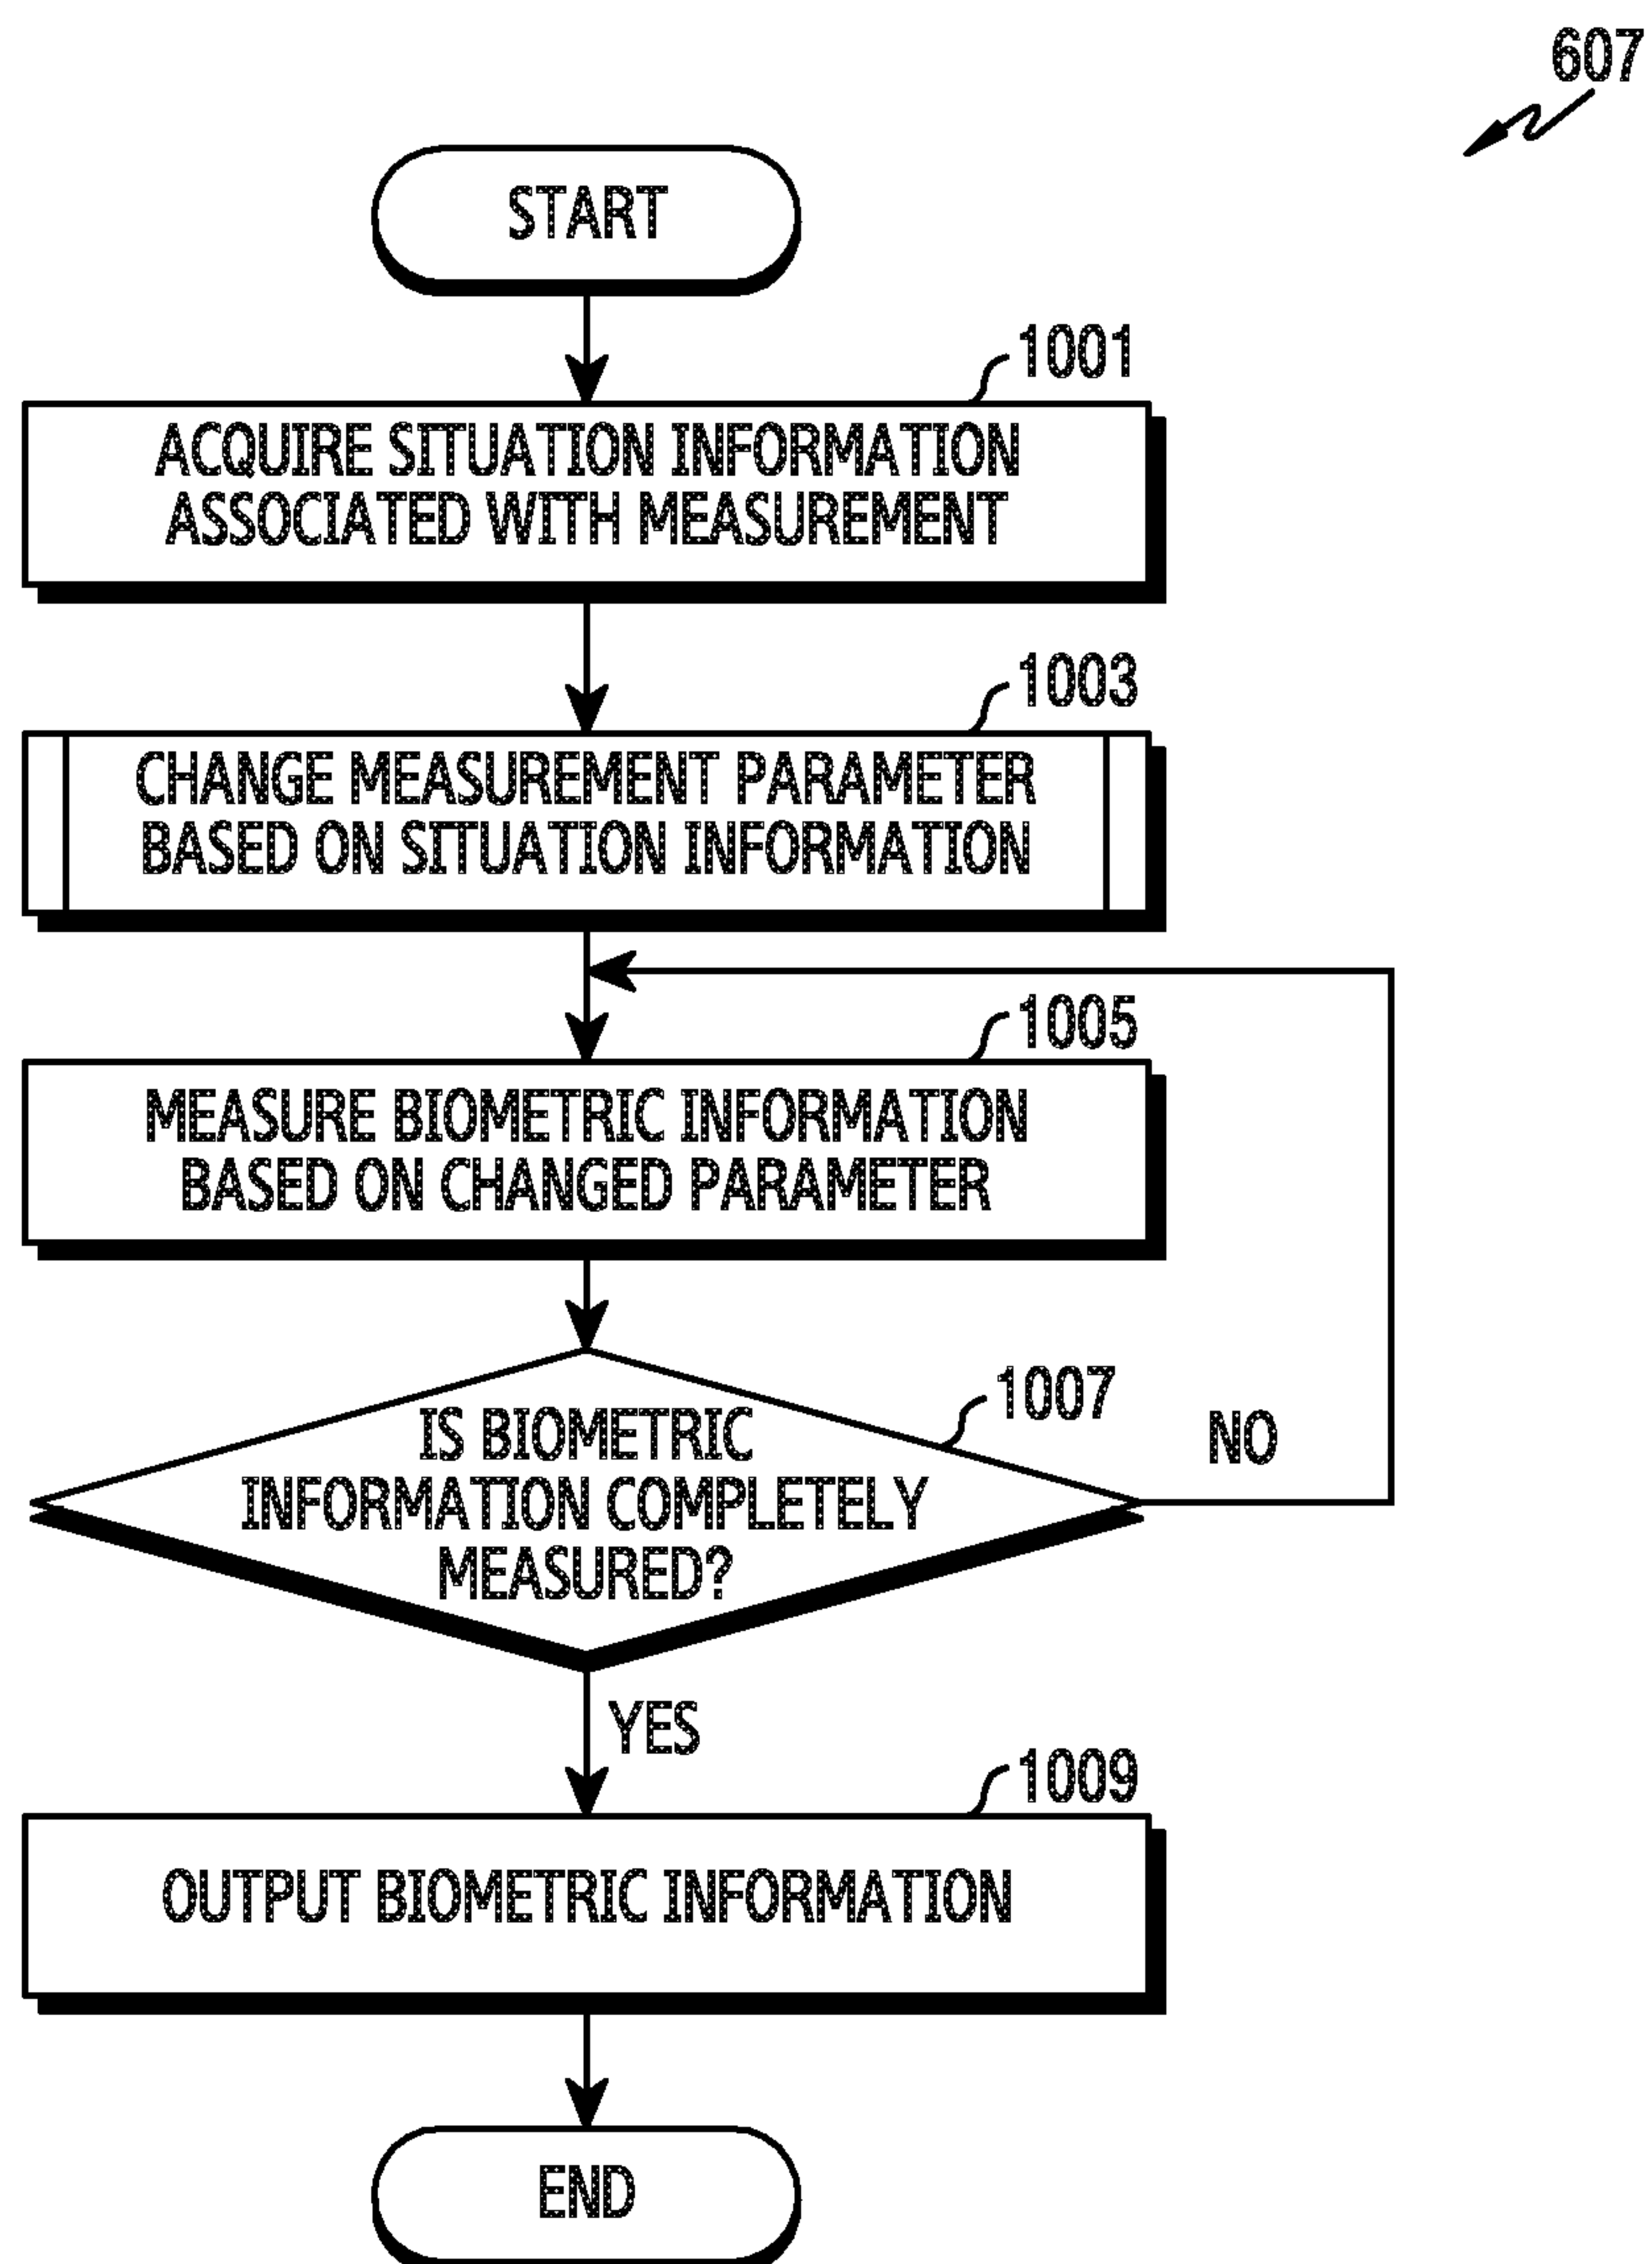 607
START
1001
ACQUIRE SITUATION INFORMATION
ASSOCIATED WITH MEASUREMENT
1003
CHANGE MEASUREMENT PARAMETER
BASED ON SITUATION INFORMATION
1005
MEASURE BIOMETRIC INFORMATION
BASED ON CHANGED PARAMETER
1007
IS BIOMETRIC
INFORMATION COMPLETELY
MEASURED?
NO
YES
1009
OUTPUT BIOMETRIC INFORMATION
END